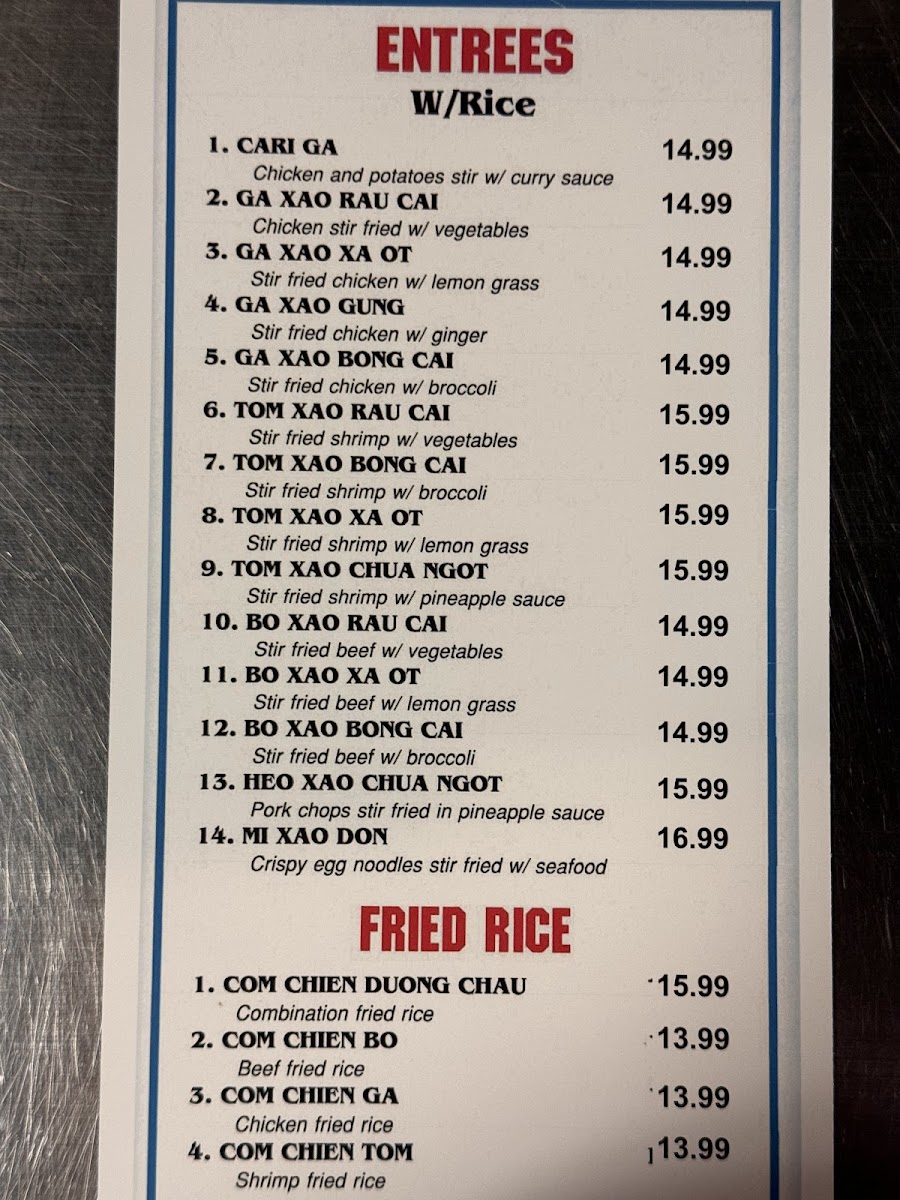 ENTREES
W/Rice
1. CARI GA 14.99
Chicken and potatoes stir w/ curry sauce
2. GA XAO RAU CAI 14.99
Chicken stir fried w/ vegetables
3. GA XAO XA OT 14.99
Stir fried chicken w/ lemon grass
4. GA XAO GUNG 14.99
Stir fried chicken w/ ginger
5. GA XAO BONG CAI 14.99
Stir fried chicken w/ broccoli
6. TOM XAO RAU CAI 15.99
Stir fried shrimp w/ vegetables
7. TOM XAO BONG CAI 15.99
Stir fried shrimp w/ broccoli
8. TOM XAO XA OT 15.99
Stir fried shrimp w/ lemon grass
9. TOM XAO CHUA NGOT 15.99
Stir fried shrimp w/ pineapple sauce
10. BO XAO RAU CAI 14.99
Stir fried beef w/ vegetables
11. BO XAO XA OT 14.99
Stir fried beef w/ lemon grass
12. BO XAO BONG CAI 14.99
Stir fried beef w/ broccoli
13. HEO XAO CHUA NGOT 15.99
Pork chops stir fried in pineapple sauce
14. MI XAO DON 16.99
Crispy egg noodles stir fried w/ seafood
FRIED RICE
1. COM CHIEN DUONG CHAU 15.99
Combination fried rice
2. COM CHIEN BO 13.99
Beef fried rice
3. COM CHIEN GA 13.99
Chicken fried rice
4. COM CHIEN TOM 13.99
Shrimp fried rice